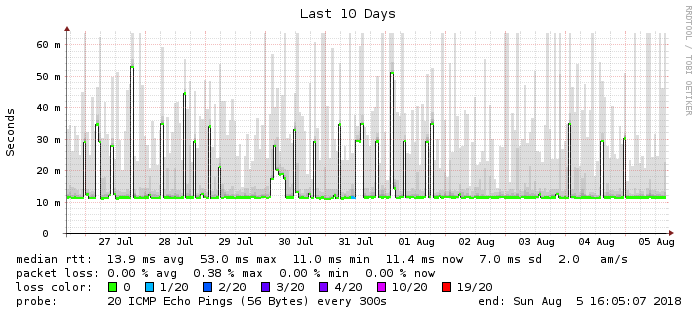 Last 10 Days
RRDTOOL / TOBI OETIKER
Seconds
60 m
50 m
40 m
30 m
20 m
10 m
0
27 Jul 28 Jul 29 Jul 30 Jul 31 Jul 01 Aug 02 Aug 03 Aug 04 Aug 05 Aug
median rtt: 13.9 ms avg 53.0 ms max 11.0 ms min 11.4 ms now 7.0 ms sd 2.0 am/s
packet loss: 0.00 % avg 0.38 % max 0.00 % min 0.00 % now
loss color: 0 1/20 2/20 3/20 4/20 10/20 19/20
probe: 20 ICMP Echo Pings (56 Bytes) every 300s end: Sun Aug 5 16:05:07 2018